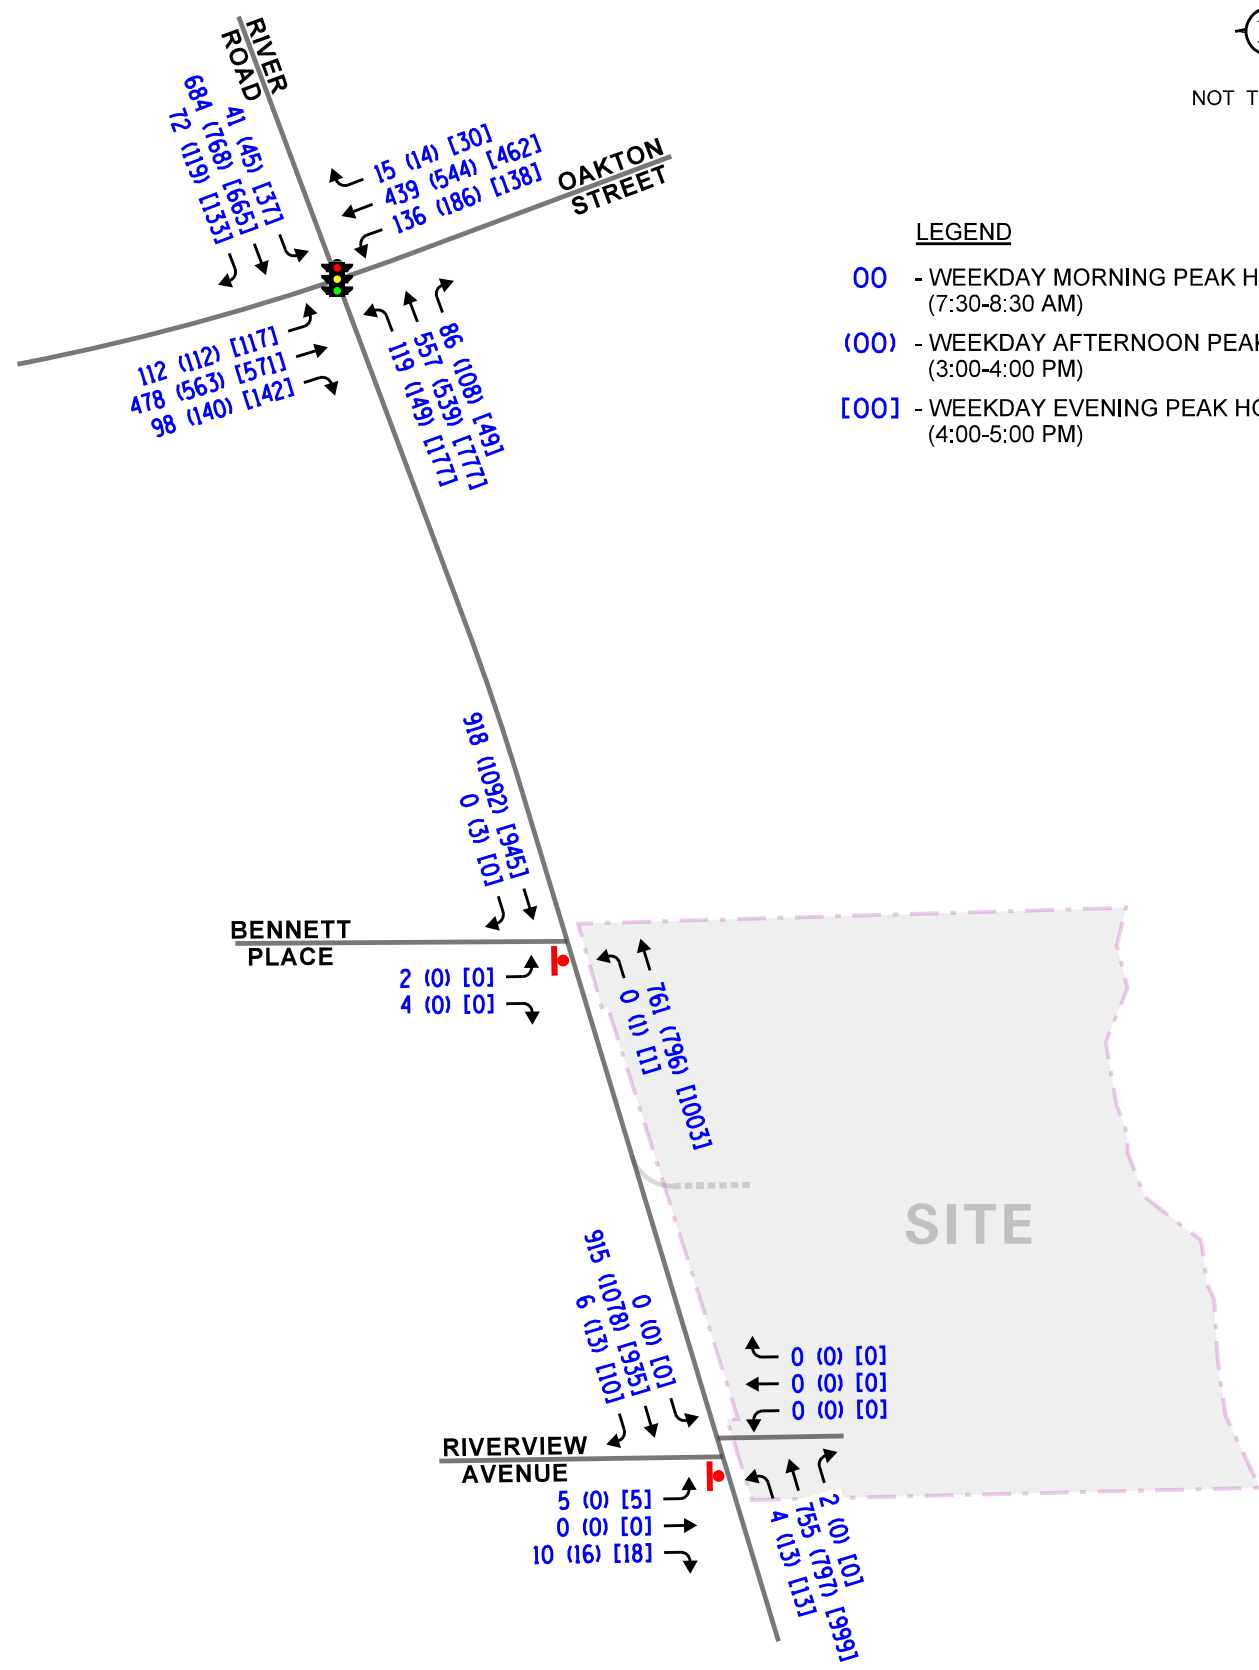 RIVER
ROAD
41 (45) [37]
684 (768) [665]
72 (119) [133]
15 (14) [30]
439 (544) [462]
136 (186) [138]
OAKTON
STREET
NOT T
LEGEND
00 - WEEKDAY MORNING PEAK H
(7:30-8:30 AM)
(00) - WEEKDAY AFTERNOON PEAK
(3:00-4:00 PM)
[00] - WEEKDAY EVENING PEAK HO
(4:00-5:00 PM)
112 (112) [117]
478 (563) [571]
98 (140) [142]
86 (108) [49]
557 (539) [777]
119 (149) [177]
918 (1092) [945]
0 (3) [0]
BENNETT
PLACE
2 (0) [0]
4 (0) [0]
761 (796) [1003]
0 (1) [1]
SITE
0 (0) [0]
915 (1078) [935]
6 (13) [10]
0 (0) [0]
0 (0) [0]
0 (0) [0]
RIVERVIEW
AVENUE
5 (0) [5]
0 (0) [0]
10 (16) [18]
2 (0) [0]
755 (797) [999]
4 (13) [13]